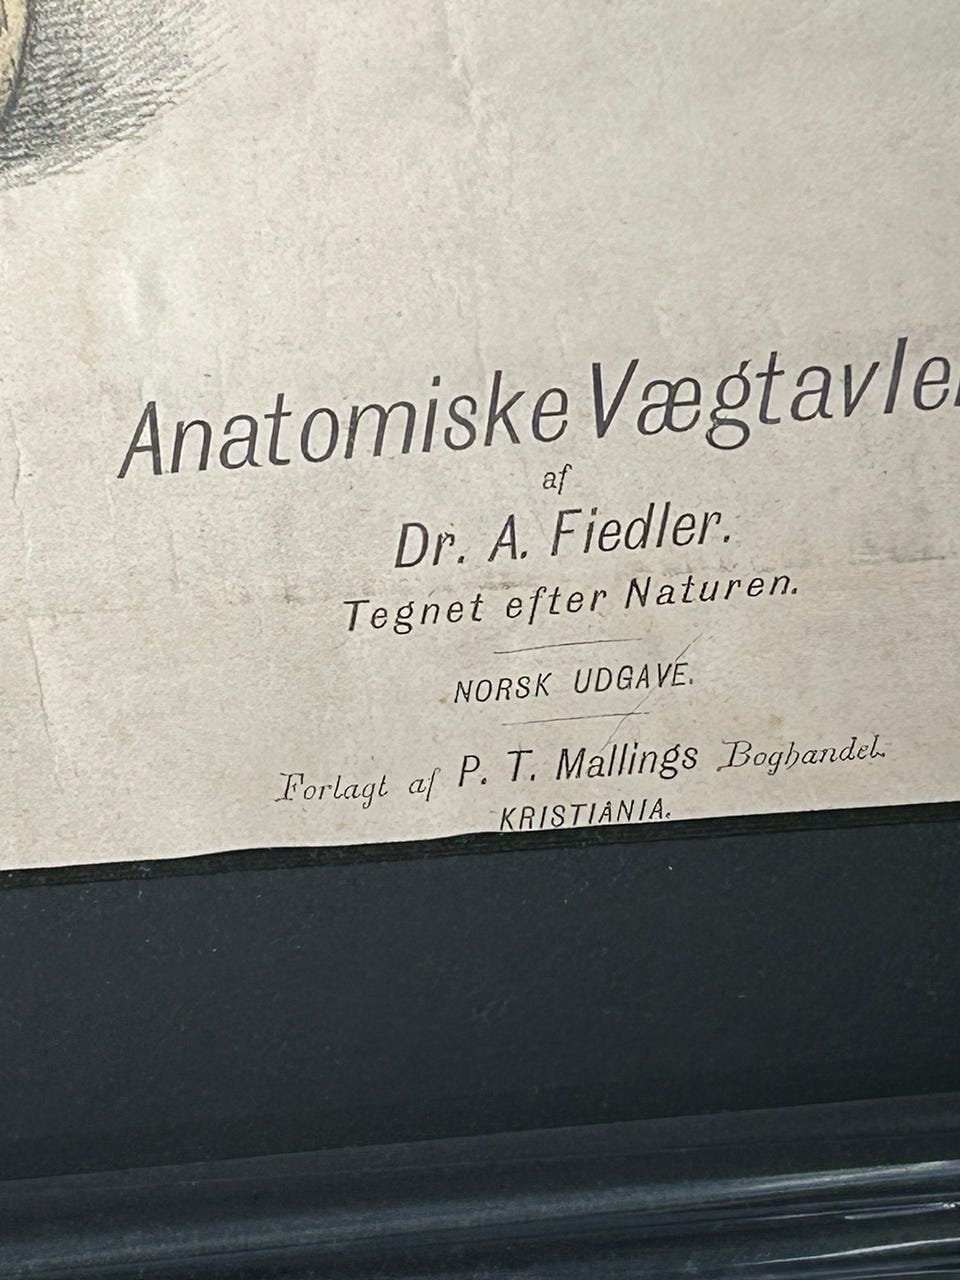 Anatomiske Vægtavler
af
Dr. A. Fiedler.
Tegnet efter Naturen.
NORSK UDGAVE.
Forlagt af P. T. Mallings Boghandel.
KRISTIANIA.